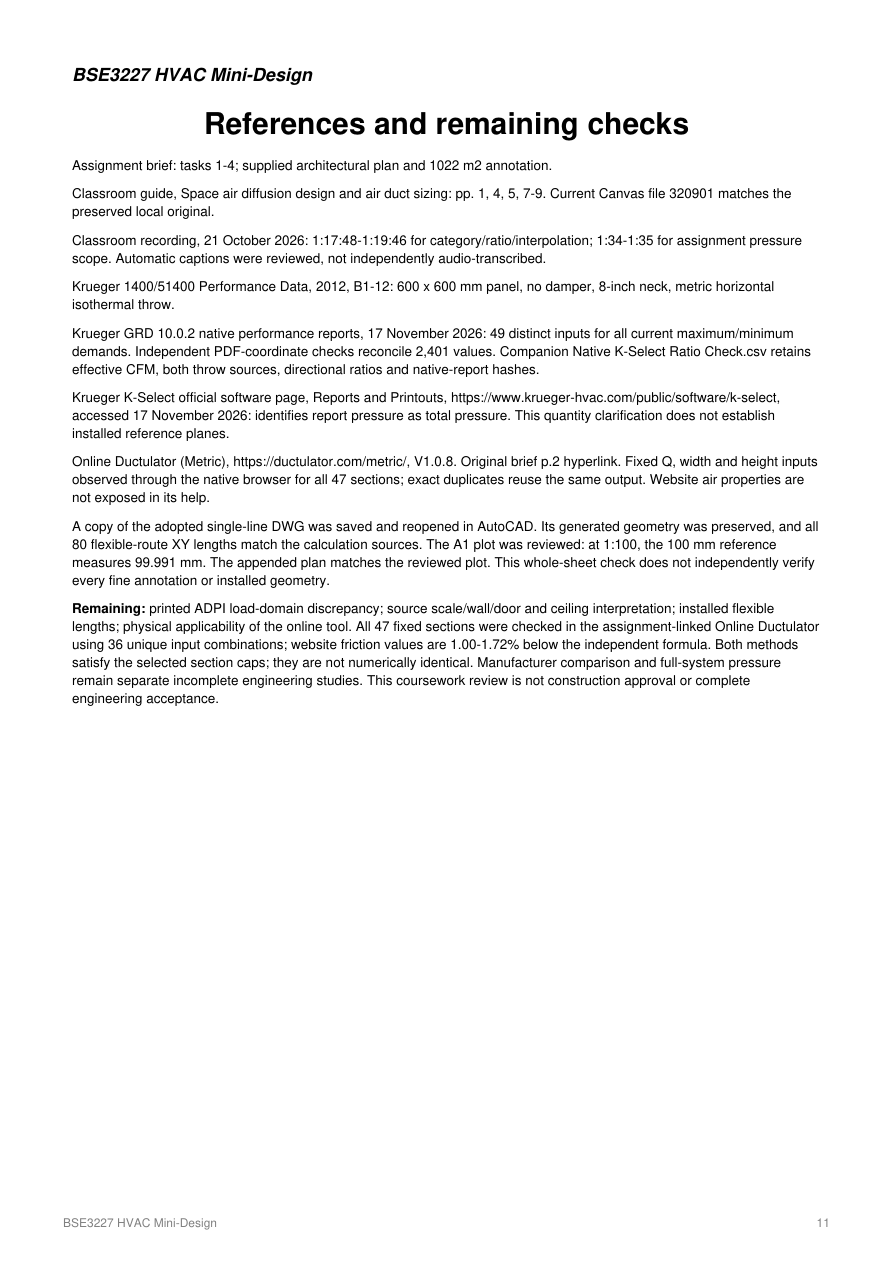 BSE3227 HVAC Mini-Design
References and remaining checks
Assignment brief: tasks 1-4; supplied architectural plan and 1022 m2 annotation.
Classroom guide, Space air diffusion design and air duct sizing: pp. 1, 4, 5, 7-9. Current Canvas file 320901 matches the
preserved local original.
Classroom recording, 21 October 2026: 1:17:48-1:19:46 for category/ratio/interpolation; 1:34-1:35 for assignment pressure
scope. Automatic captions were reviewed, not independently audio-transcribed.
Krueger 1400/51400 Performance Data, 2012, B1-12: 600 x 600 mm panel, no damper, 8-inch neck, metric horizontal
isothermal throw.
Krueger GRD 10.0.2 native performance reports, 17 November 2026: 49 distinct inputs for all current maximum/minimum
demands. Independent PDF-coordinate checks reconcile 2,401 values. Companion Native K-Select Ratio Check.csv retains
effective CFM, both throw sources, directional ratios and native-report hashes.
Krueger K-Select official software page, Reports and Printouts, https://www.krueger-hvac.com/public/software/k-select,
accessed 17 November 2026: identifies report pressure as total pressure. This quantity clarification does not establish
installed reference planes.
Online Ductulator (Metric), https://ductulator.com/metric/, V1.0.8. Original brief p.2 hyperlink. Fixed Q, width and height inputs
observed through the native browser for all 47 sections; exact duplicates reuse the same output. Website air properties are
not exposed in its help.
A copy of the adopted single-line DWG was saved and reopened in AutoCAD. Its generated geometry was preserved, and all
80 flexible-route XY lengths match the calculation sources. The A1 plot was reviewed: at 1:100, the 100 mm reference
measures 99.991 mm. The appended plan matches the reviewed plot. This whole-sheet check does not independently verify
every fine annotation or installed geometry.
Remaining: printed ADPI load-domain discrepancy; source scale/wall/door and ceiling interpretation; installed flexible
lengths; physical applicability of the online tool. All 47 fixed sections were checked in the assignment-linked Online Ductulator
using 36 unique input combinations; website friction values are 1.00-1.72% below the independent formula. Both methods
satisfy the selected section caps; they are not numerically identical. Manufacturer comparison and full-system pressure
remain separate incomplete engineering studies. This coursework review is not construction approval or complete
engineering acceptance.
BSE3227 HVAC Mini-Design
11